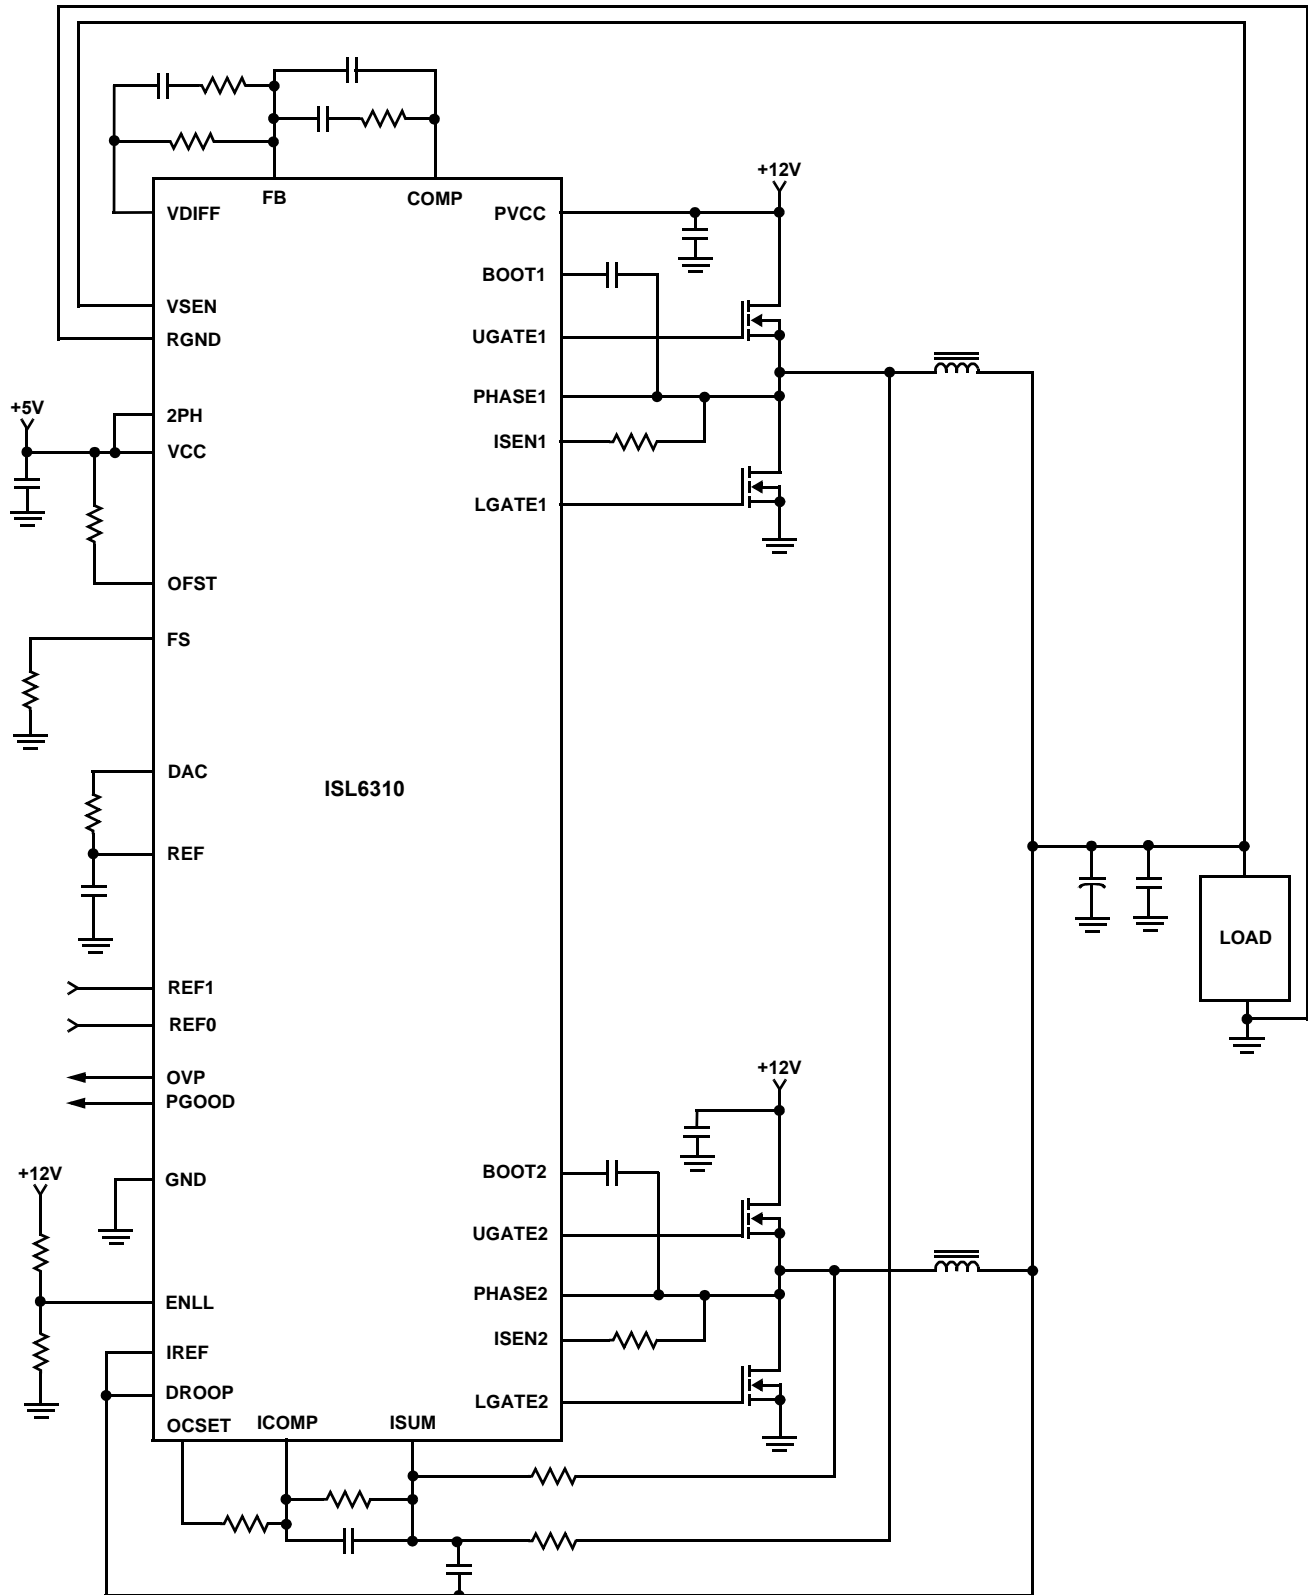 FB
COMP
VDIFF
PVCC
+12V
BOOT1
VSEN
RGND
UGATE1
+5V
2PH
VCC
PHASE1
ISEN1
LGATE1
OFST
FS
DAC
ISL6310
REF
LOAD
REF1
REF0
OVP
PGOOD
+12V
+12V
GND
BOOT2
UGATE2
ENLL
PHASE2
IREF
ISEN2
DROOP
LGATE2
OCSET
ICOMP
ISUM